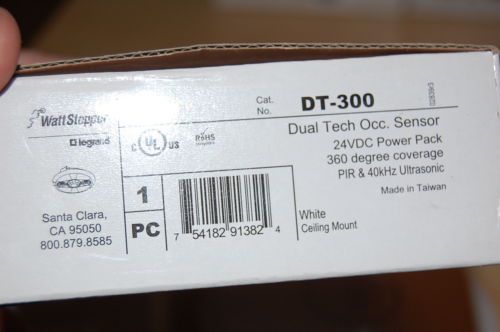 WattStopper
legrand
Santa Clara,
CA 95050
800.879.8585
C UL US
RoHS
1
PC
7 54182 91382 4
Cat.
No.
DT-300
Dual Tech Occ. Sensor
24VDC Power Pack
360 degree coverage
PIR & 40kHz Ultrasonic
Made in Taiwan
White
Ceiling Mount